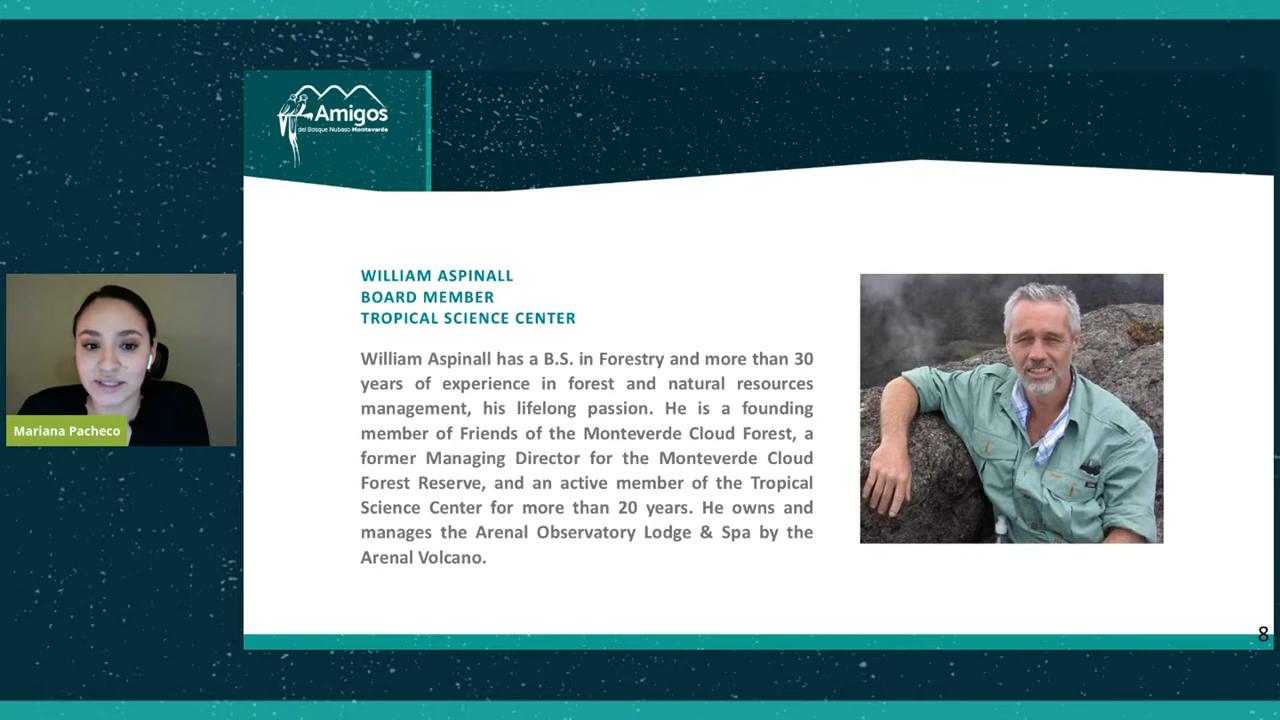 Amigos
del Bosque Nuboso Monteverde
WILLIAM ASPINALL
BOARD MEMBER
TROPICAL SCIENCE CENTER
William Aspinall has a B.S. in Forestry and more than 30
years of experience in forest and natural resources
management, his lifelong passion. He is a founding
member of Friends of the Monteverde Cloud Forest, a
former Managing Director for the Monteverde Cloud
Forest Reserve, and an active member of the Tropical
Science Center for more than 20 years. He owns and
manages the Arenal Observatory Lodge & Spa by the
Arenal Volcano.
Mariana Pacheco
8